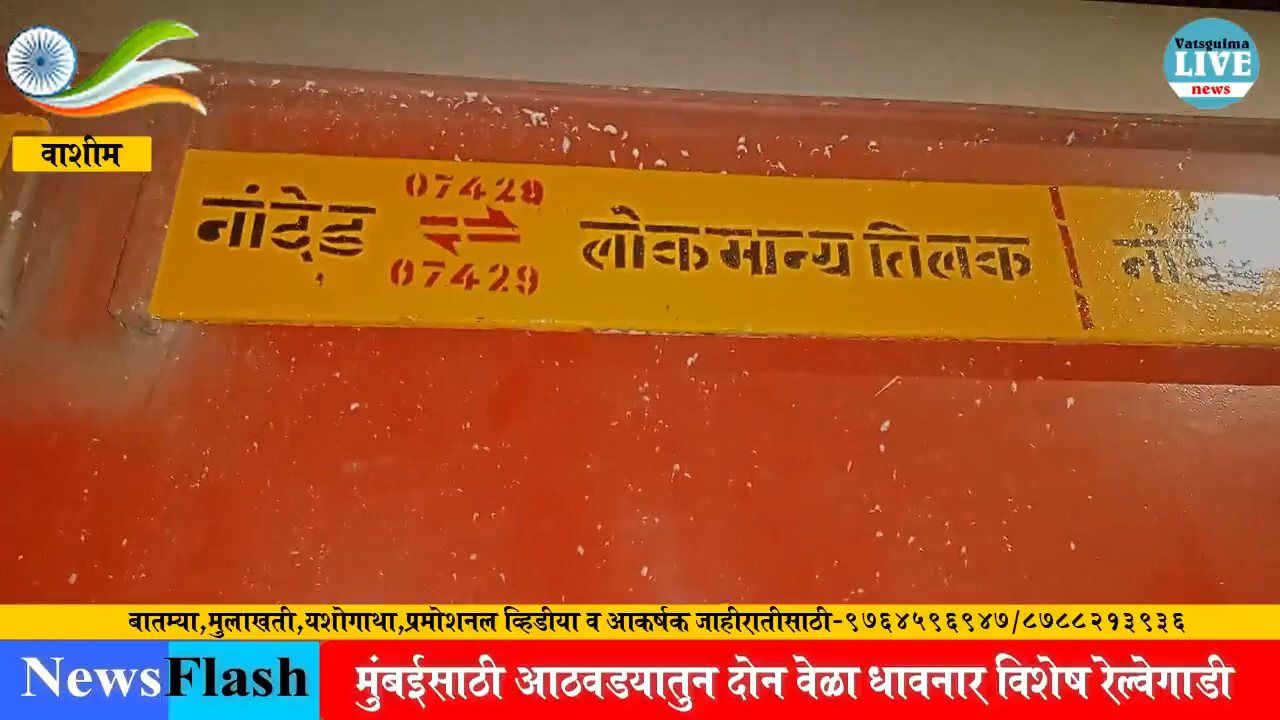 Vatsgulma
LIVE
news
वाशीम
07428
नांदेड ⇌ लोकमान्य तिलक
07429
बातम्या,मुलाखती,यशोगाथा,प्रमोशनल व्हिडीया व आकर्षक जाहीरातीसाठी-९७६४५९६९४७/८७८८२१३९३६
NewsFlash
मुंबईसाठी आठवडयातुन दोन वेळा धावनार विशेष रेल्वेगाडी